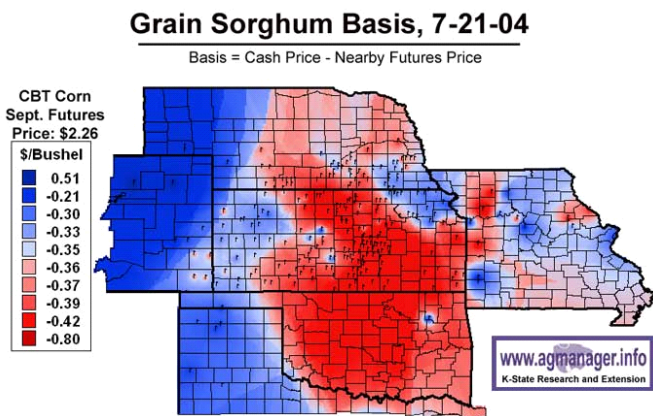 Grain Sorghum Basis, 7-21-04
Basis = Cash Price - Nearby Futures Price
CBT Corn
Sept. Futures
Price: $2.26
$/Bushel
0.51
-0.21
-0.30
-0.33
-0.35
-0.36
-0.37
-0.39
-0.42
-0.80
www.agmanager.info
K-State Research and Extension